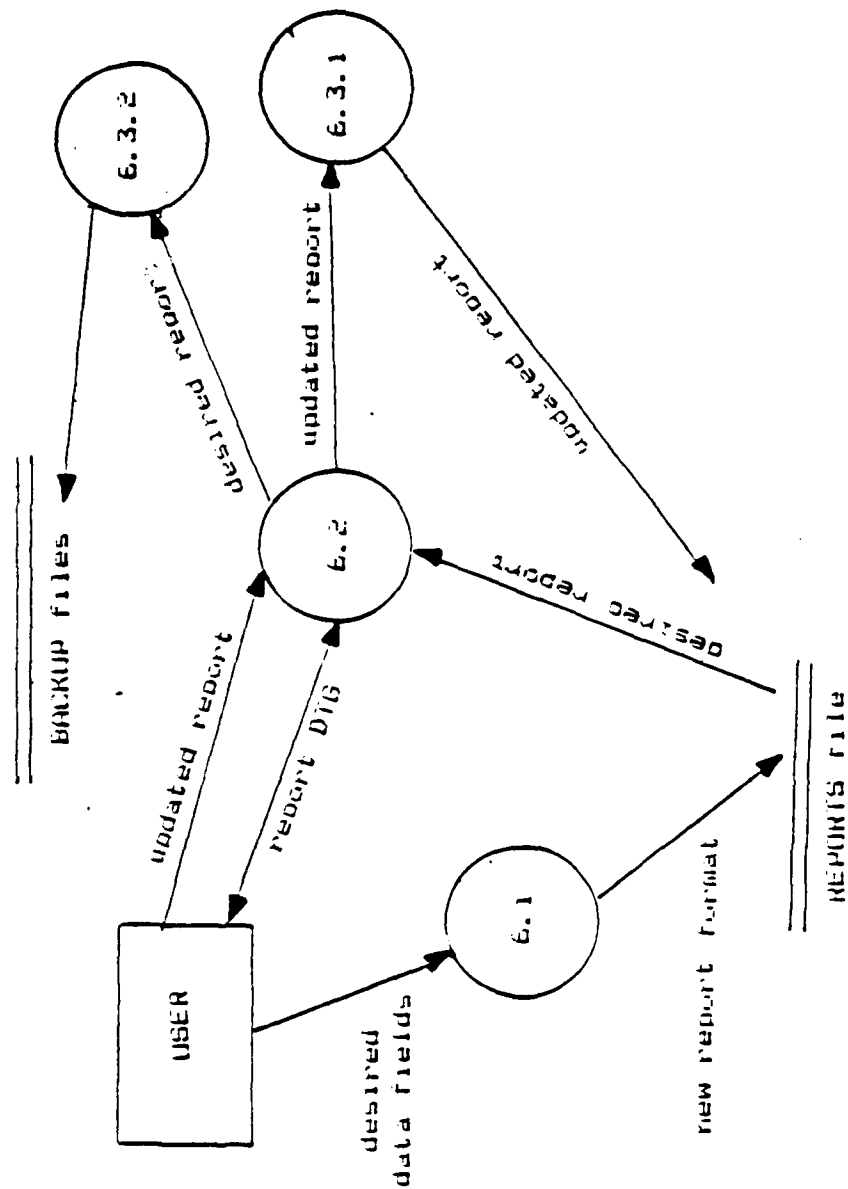 USER
desired
data fields
6.1
new report format
REPORTS file
updated report
report DTG
6.2
desired report
BACKUP files
desired report
updated report
6.3.2
6.3.1
updated report